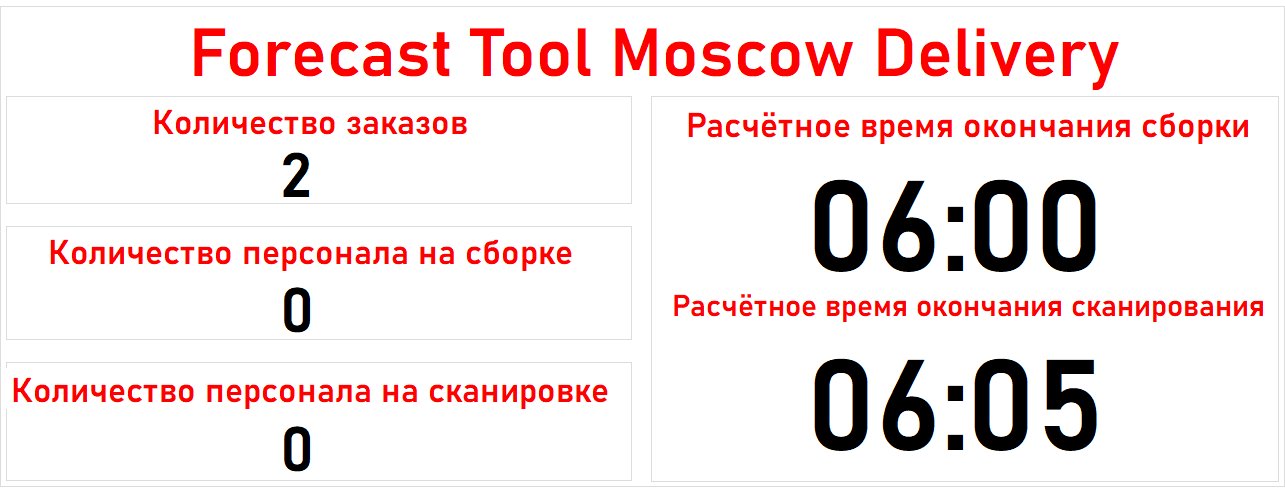 Forecast Tool Moscow Delivery
Количество заказов
2
Количество персонала на сборке
0
Количество персонала на сканировке
0
Расчётное время окончания сборки
06:00
Расчётное время окончания сканирования
06:05